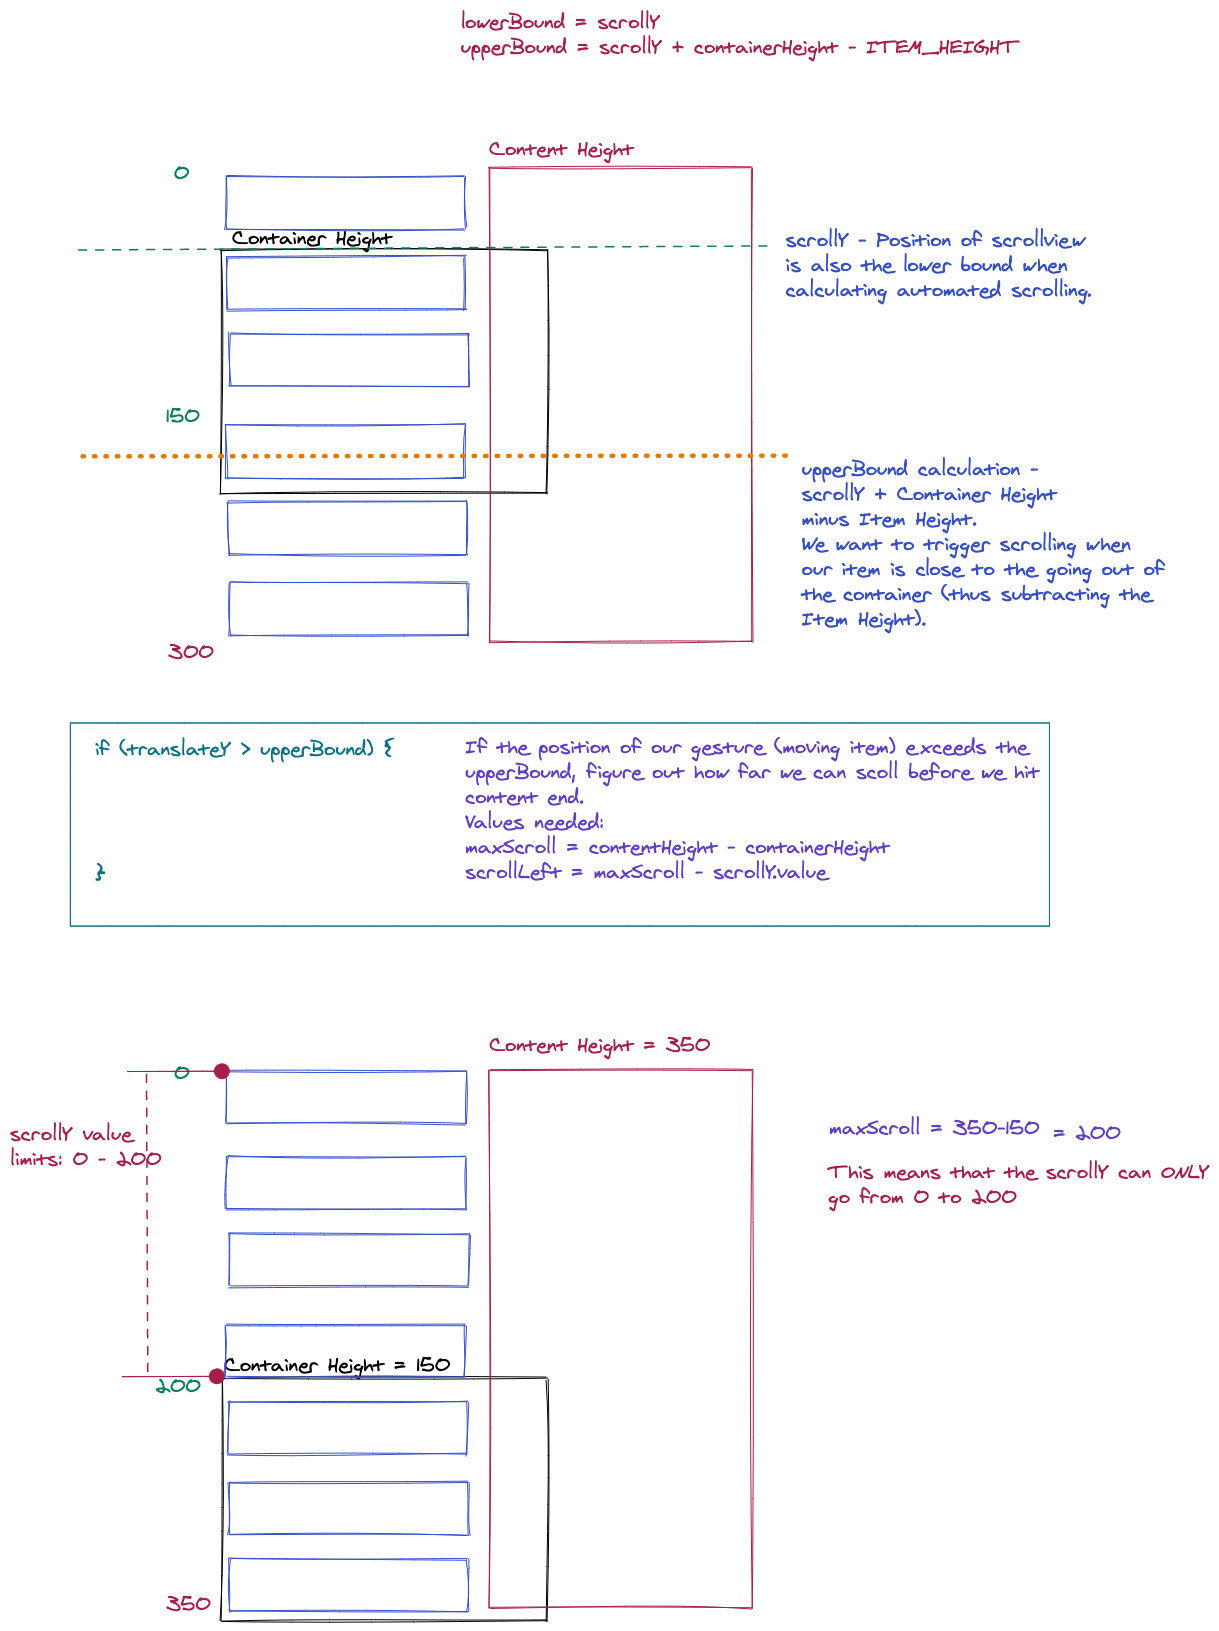 lowerBound = scrollY
upperBound = scrollY + containerHeight - ITEM_HEIGHT
Content Height
0
Container Height
scrollY - Position of scrollview
is also the lower bound when
calculating automated scrolling.
150
upperBound calculation -
scrollY + Container Height
minus Item Height.
We want to trigger scrolling when
our item is close to the going out of
the container (thus subtracting the
Item Height).
300
if (translateY > upperBound) {
}
If the position of our gesture (moving item) exceeds the
upperBound, figure out how far we can scoll before we hit
content end.
Values needed:
maxScroll = contentHeight - containerHeight
scrollLeft = maxScroll - scrollY.value
Content Height = 350
0
scrollY value
limits: 0 - 200
maxScroll = 350-150 = 200
This means that the scrollY can ONLY
go from 0 to 200
Container Height = 150
200
350